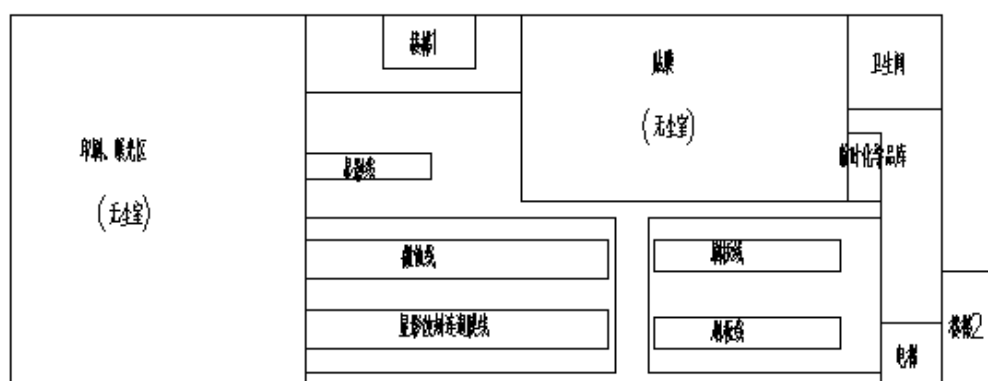 楼梯1
贴膜
(无尘室)
卫生间
印刷、曝光区
(无尘室)
显影线
临时化学品库
微蚀线
显影蚀刻连退膜线
刷板线
磨板线
楼梯2
电梯